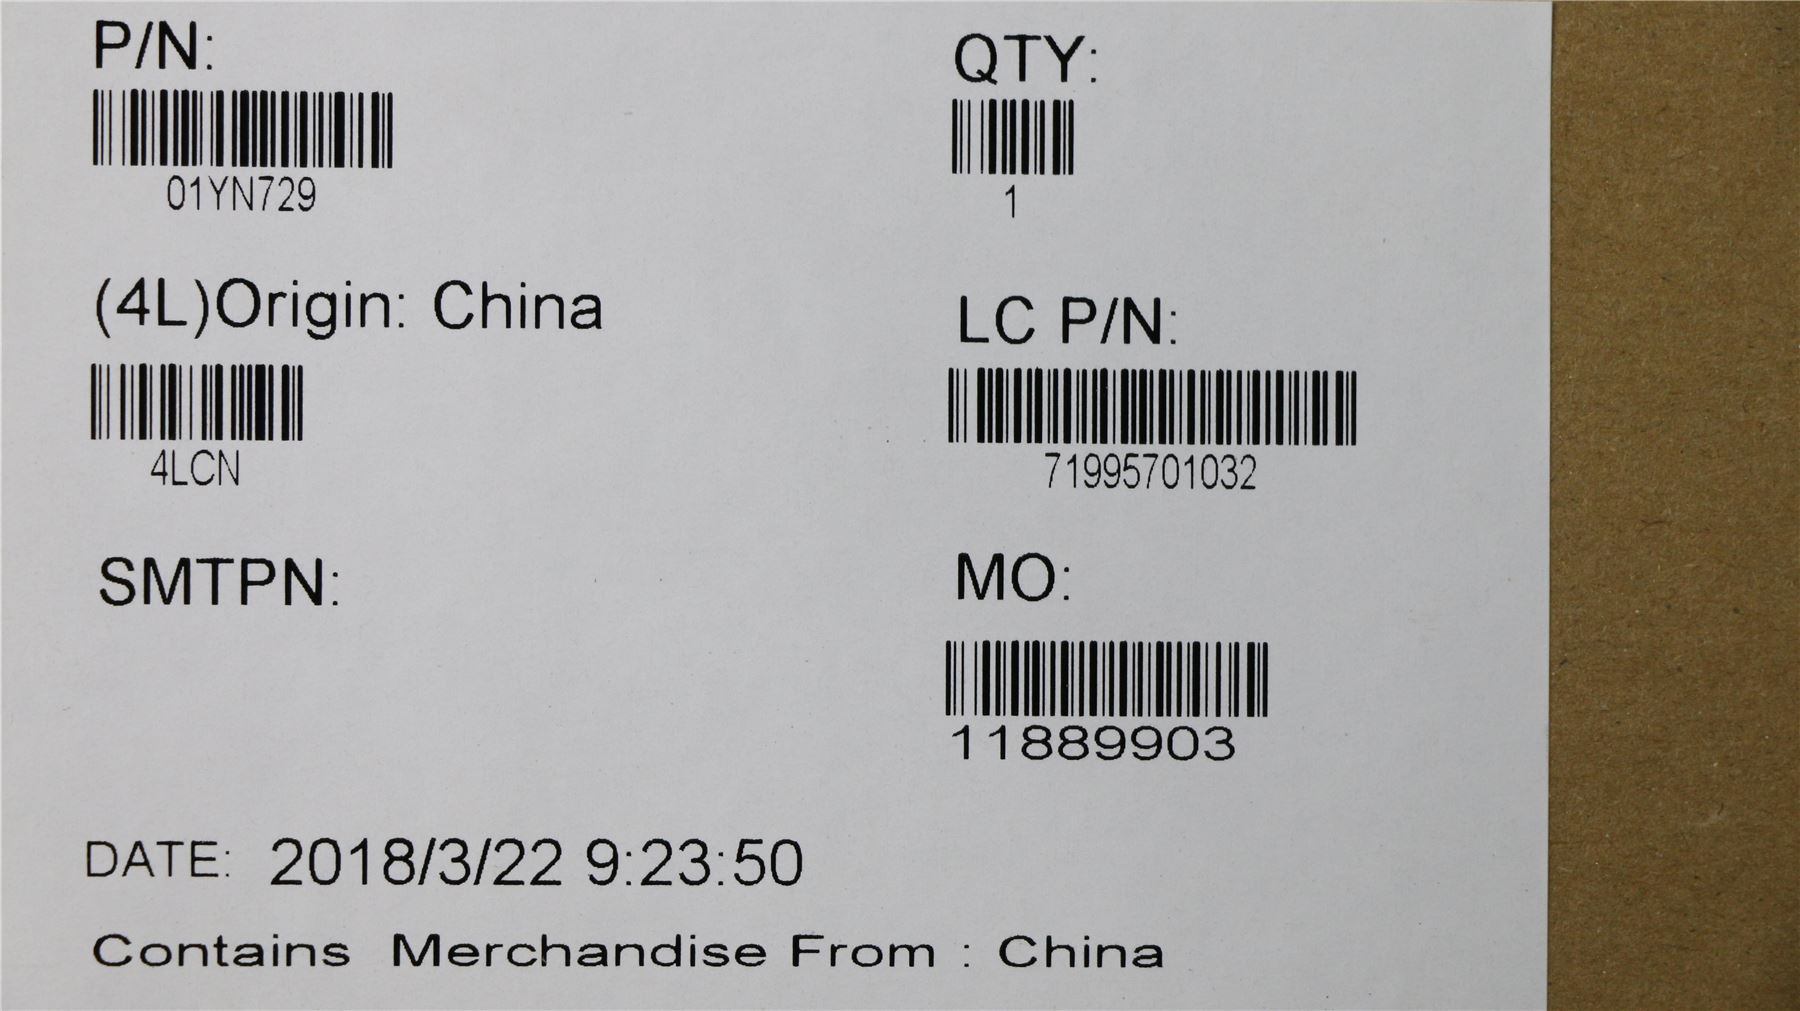 P/N:
QTY:
01YN729
1
(4L)Origin: China
LC P/N:
4LCN
71995701032
SMTPN:
MO:
11889903
DATE: 2018/3/22 9:23:50
Contains Merchandise From : China